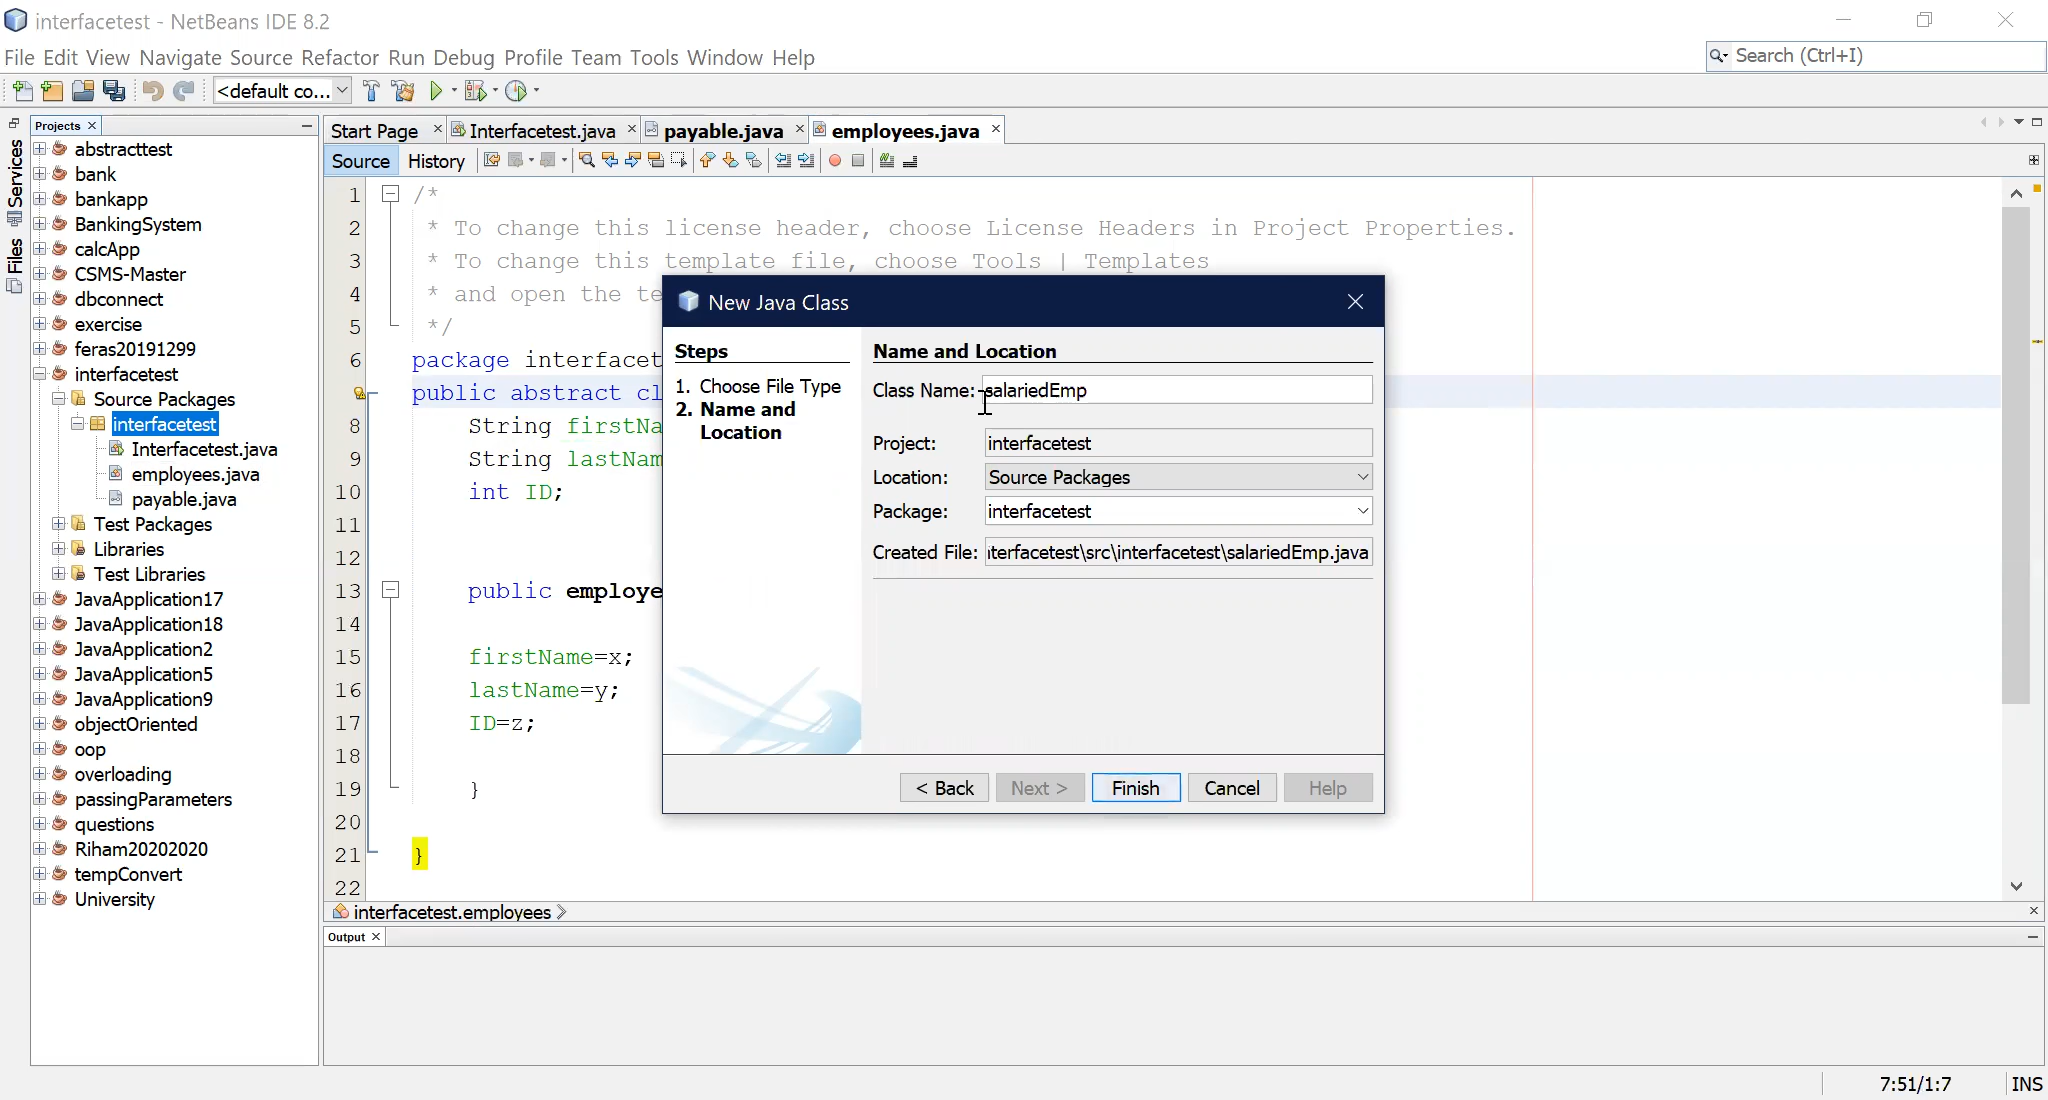 interfacetest - NetBeans IDE 8.2
File Edit View Navigate Source Refactor Run Debug Profile Team Tools Window Help
Search (Ctrl+I)
<default co...
Services
Files
Projects
abstracttest
bank
bankapp
BankingSystem
calcApp
CSMS-Master
dbconnect
exercise
feras20191299
interfacetest
Source Packages
interfacetest
Interfacetest.java
employees.java
payable.java
Test Packages
Libraries
Test Libraries
JavaApplication17
JavaApplication18
JavaApplication2
JavaApplication5
JavaApplication9
objectOriented
oop
overloading
passingParameters
questions
Riham20202020
tempConvert
University
Start Page Interfacetest.java payable.java employees.java
Source History
1 /*
2 * To change this license header, choose License Headers in Project Properties.
3 * To change this template file, choose Tools | Templates
4 * and open the te
5 */
6 package interfacet
public abstract cl
8 String firstNa
9 String lastNam
10 int ID;
11
12
13 public employe
14
15 firstName=x;
16 lastName=y;
17 ID=z;
18
19 }
20
21 }
22
New Java Class
Steps
1. Choose File Type
2. Name and
Location
Name and Location
Class Name: salariedEmp
Project: interfacetest
Location: Source Packages
Package: interfacetest
Created File: iterfacetest\src\interfacetest\salariedEmp.java
< Back Next > Finish Cancel Help
interfacetest.employees
Output
7:51/1:7 INS